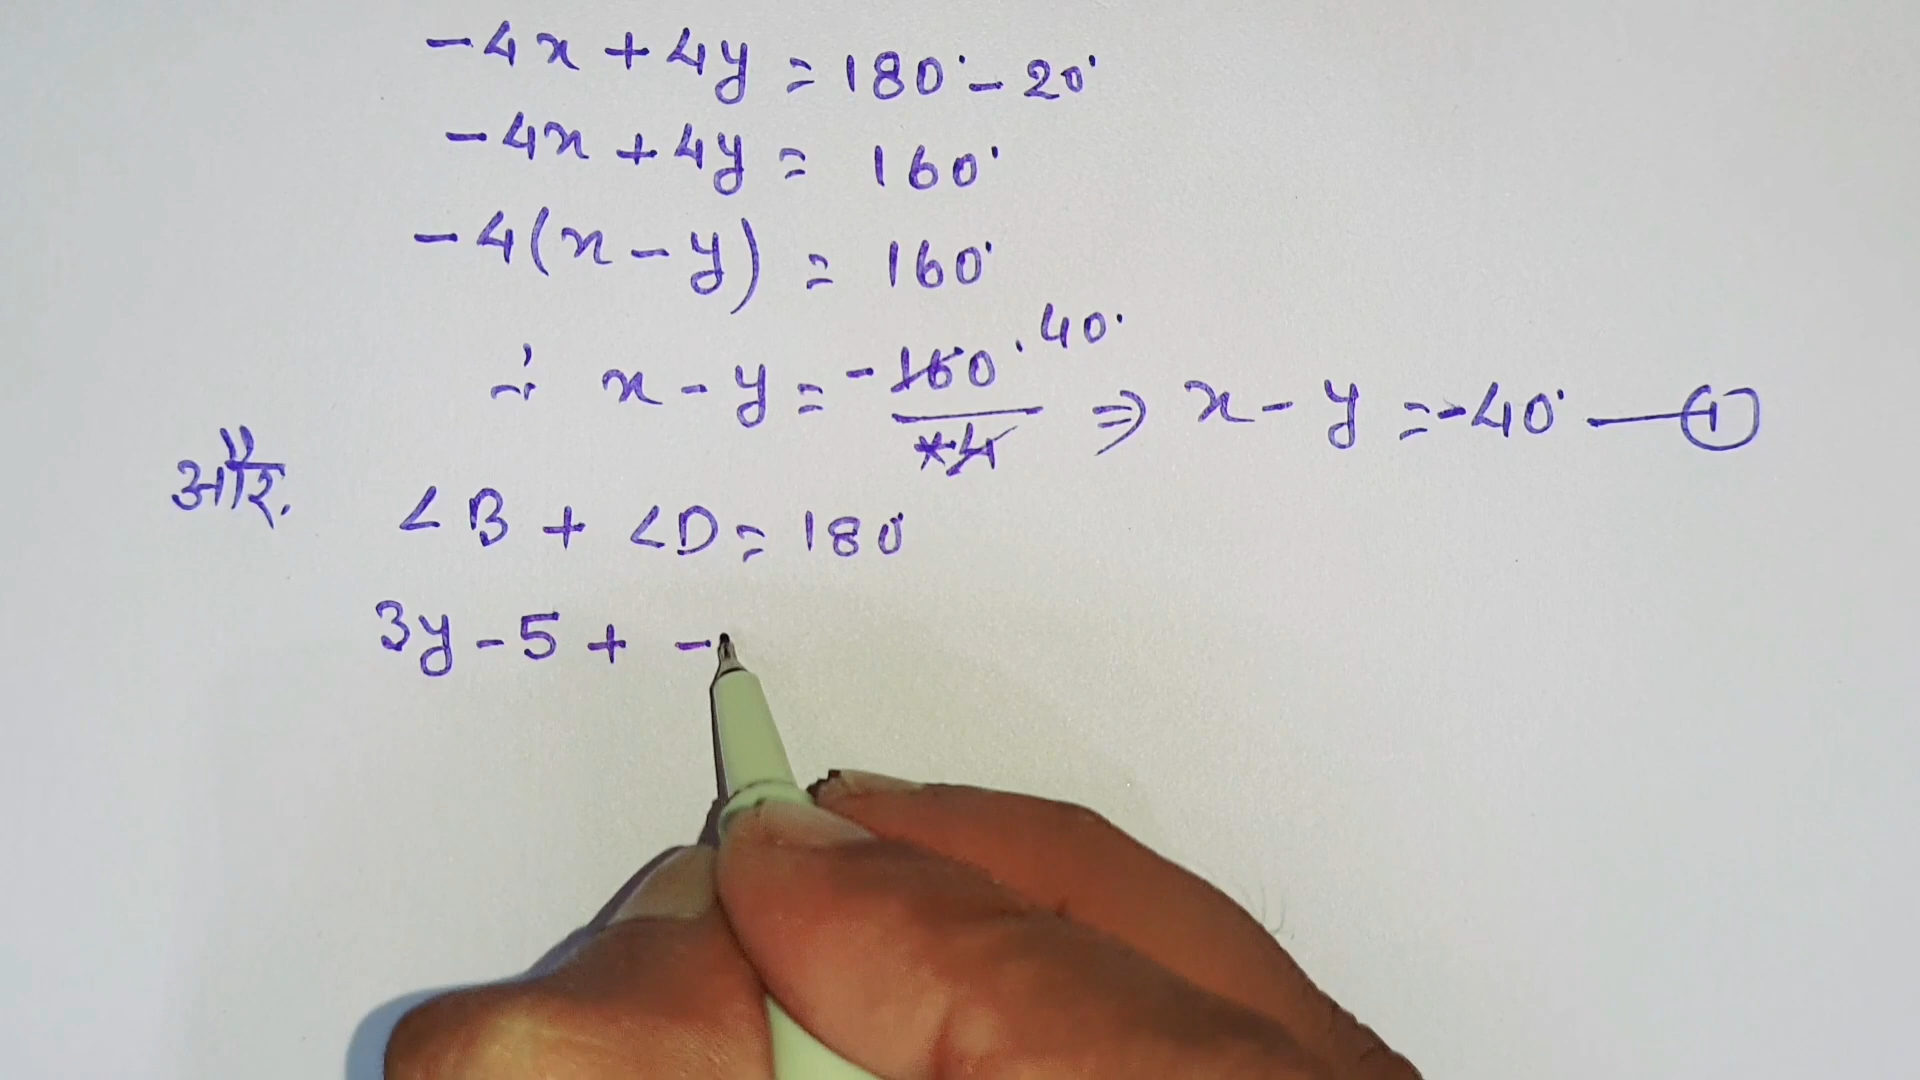 -4x + 4y = 180° - 20°
-4x + 4y = 160°
-4(x - y) = 160°
∴ x - y = -160° 40° / +4 ⇒ x - y = -40° — ①
और. ∠B + ∠D = 180°
3y - 5 + -